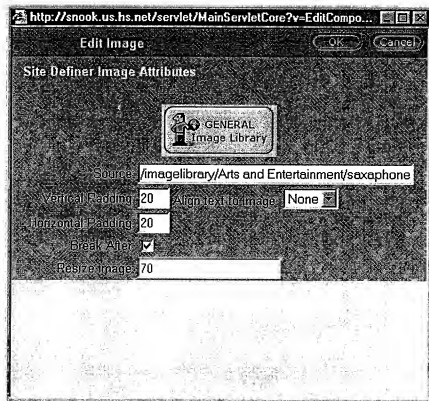 http://snook.us.hs.net/servlet/MainServletCore?v=EditCompo...
Edit Image
OK
Cancel
Site Definer Image Attributes
GENERAL
Image Library
Source /imagelibrary/Arts and Entertainment/saxaphone
Vertical Padding 20 Align text to image None
Horizontal Padding 20
Break After
Resize image 70